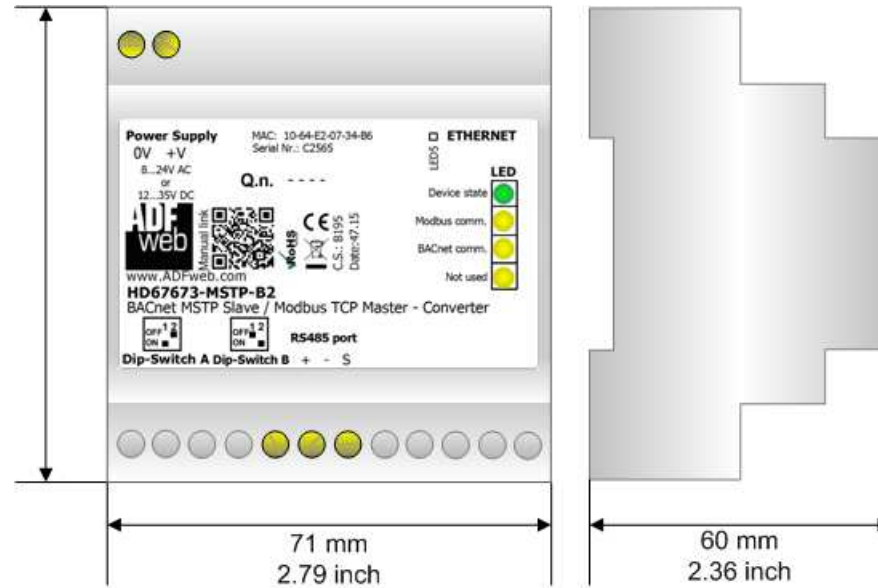 Power Supply
0V +V
8...24V AC
or
12...35V DC
MAC: 10-64-E2-07-34-B6
Serial Nr.: C2565
Q.n. - - - -
LED5
ETHERNET
LED
Device state
Modbus comm.
BACnet comm.
Not used
ADF
web
Manual link
RoHS
CE
C.S.: 8195
Date:47.15
www.ADFweb.com
HD67673-MSTP-B2
BACnet MSTP Slave / Modbus TCP Master - Converter
OFF 1 2
ON
OFF 1 2
ON
RS485 port
Dip-Switch A Dip-Switch B + - S
71 mm
2.79 inch
60 mm
2.36 inch